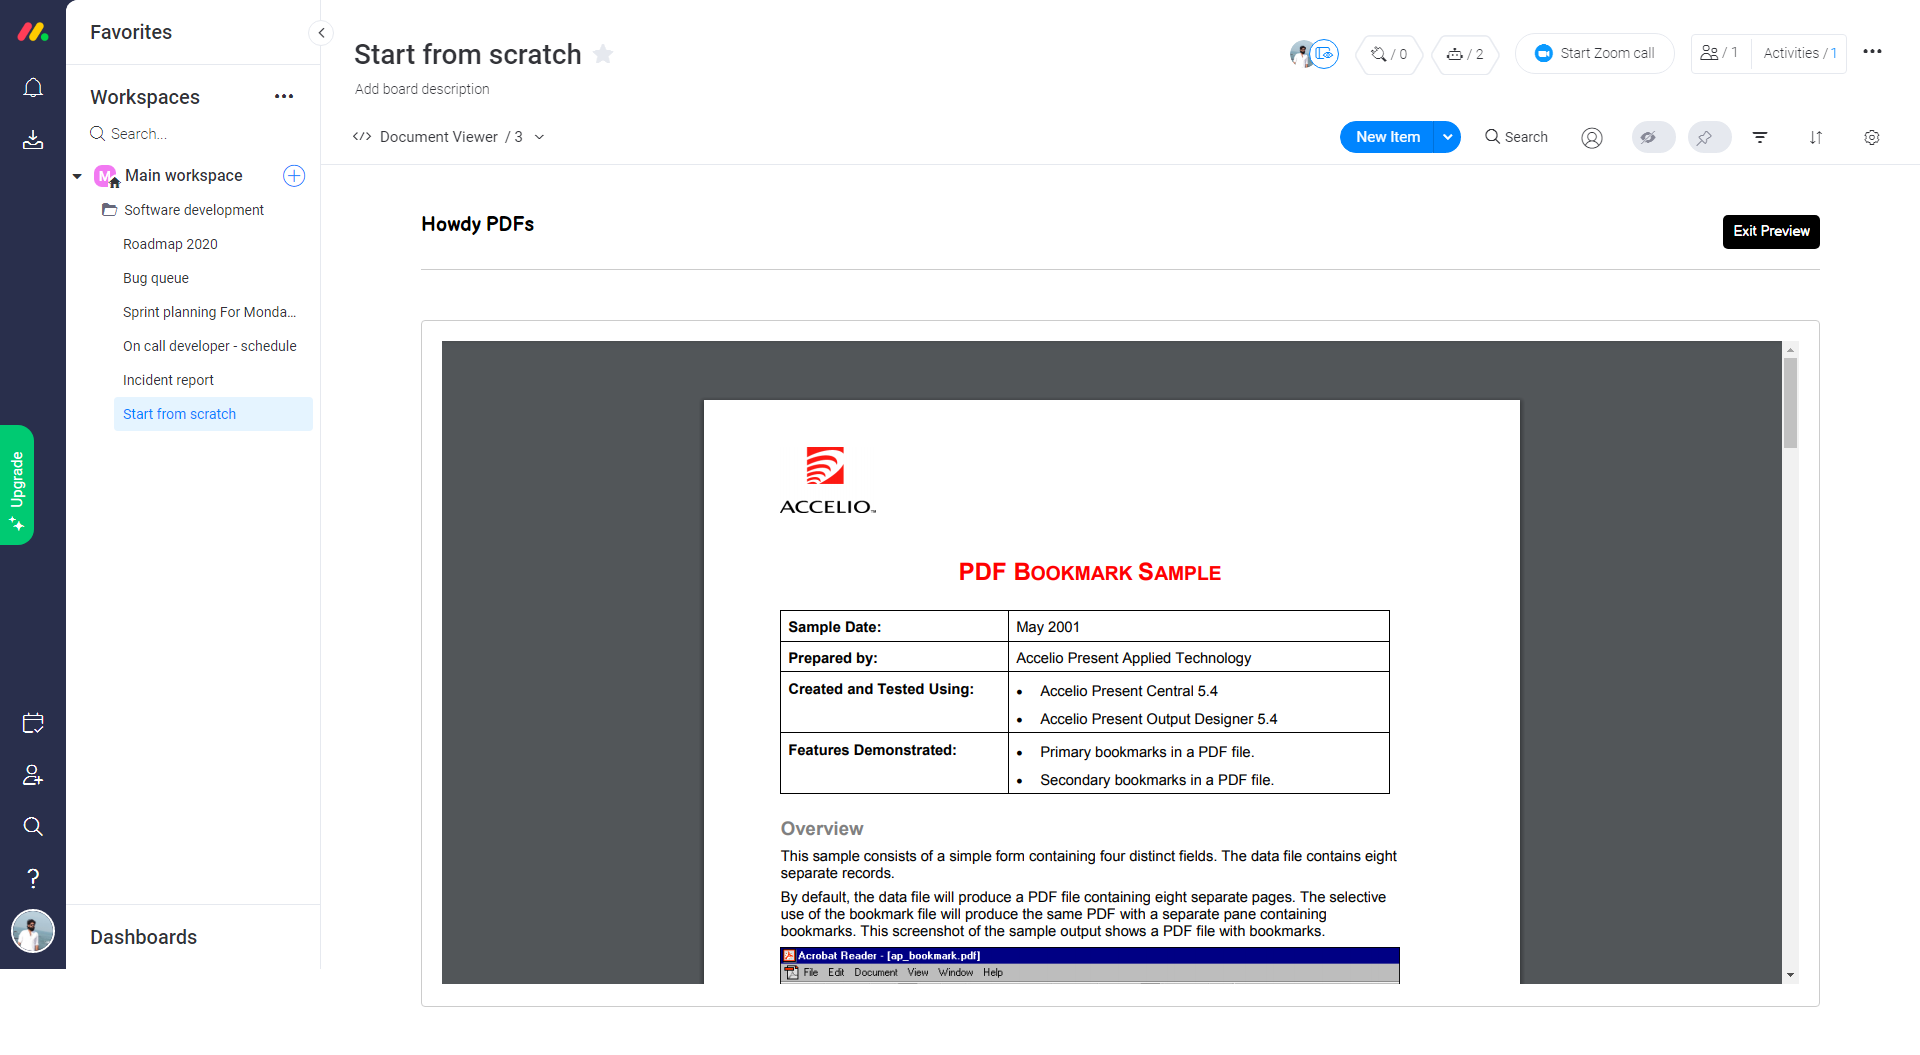 Favorites
Workspaces
Search...
M
Main workspace
Software development
Roadmap 2020
Bug queue
Sprint planning For Monda...
On call developer - schedule
Incident report
Start from scratch
Upgrade
?
Dashboards
Start from scratch
Add board description
/ 0
/ 2
Start Zoom call
/ 1
Activities / 1
</> Document Viewer / 3
New Item
Search
Howdy PDFs
Exit Preview
ACCELIO™
PDF BOOKMARK SAMPLE
Sample Date: May 2001
Prepared by: Accelio Present Applied Technology
Created and Tested Using: • Accelio Present Central 5.4
• Accelio Present Output Designer 5.4
Features Demonstrated: • Primary bookmarks in a PDF file.
• Secondary bookmarks in a PDF file.
Overview
This sample consists of a simple form containing four distinct fields. The data file contains eight
separate records.
By default, the data file will produce a PDF file containing eight separate pages. The selective
use of the bookmark file will produce the same PDF with a separate pane containing
bookmarks. This screenshot of the sample output shows a PDF file with bookmarks.
Acrobat Reader - [ap_bookmark.pdf]
File Edit Document View Window Help